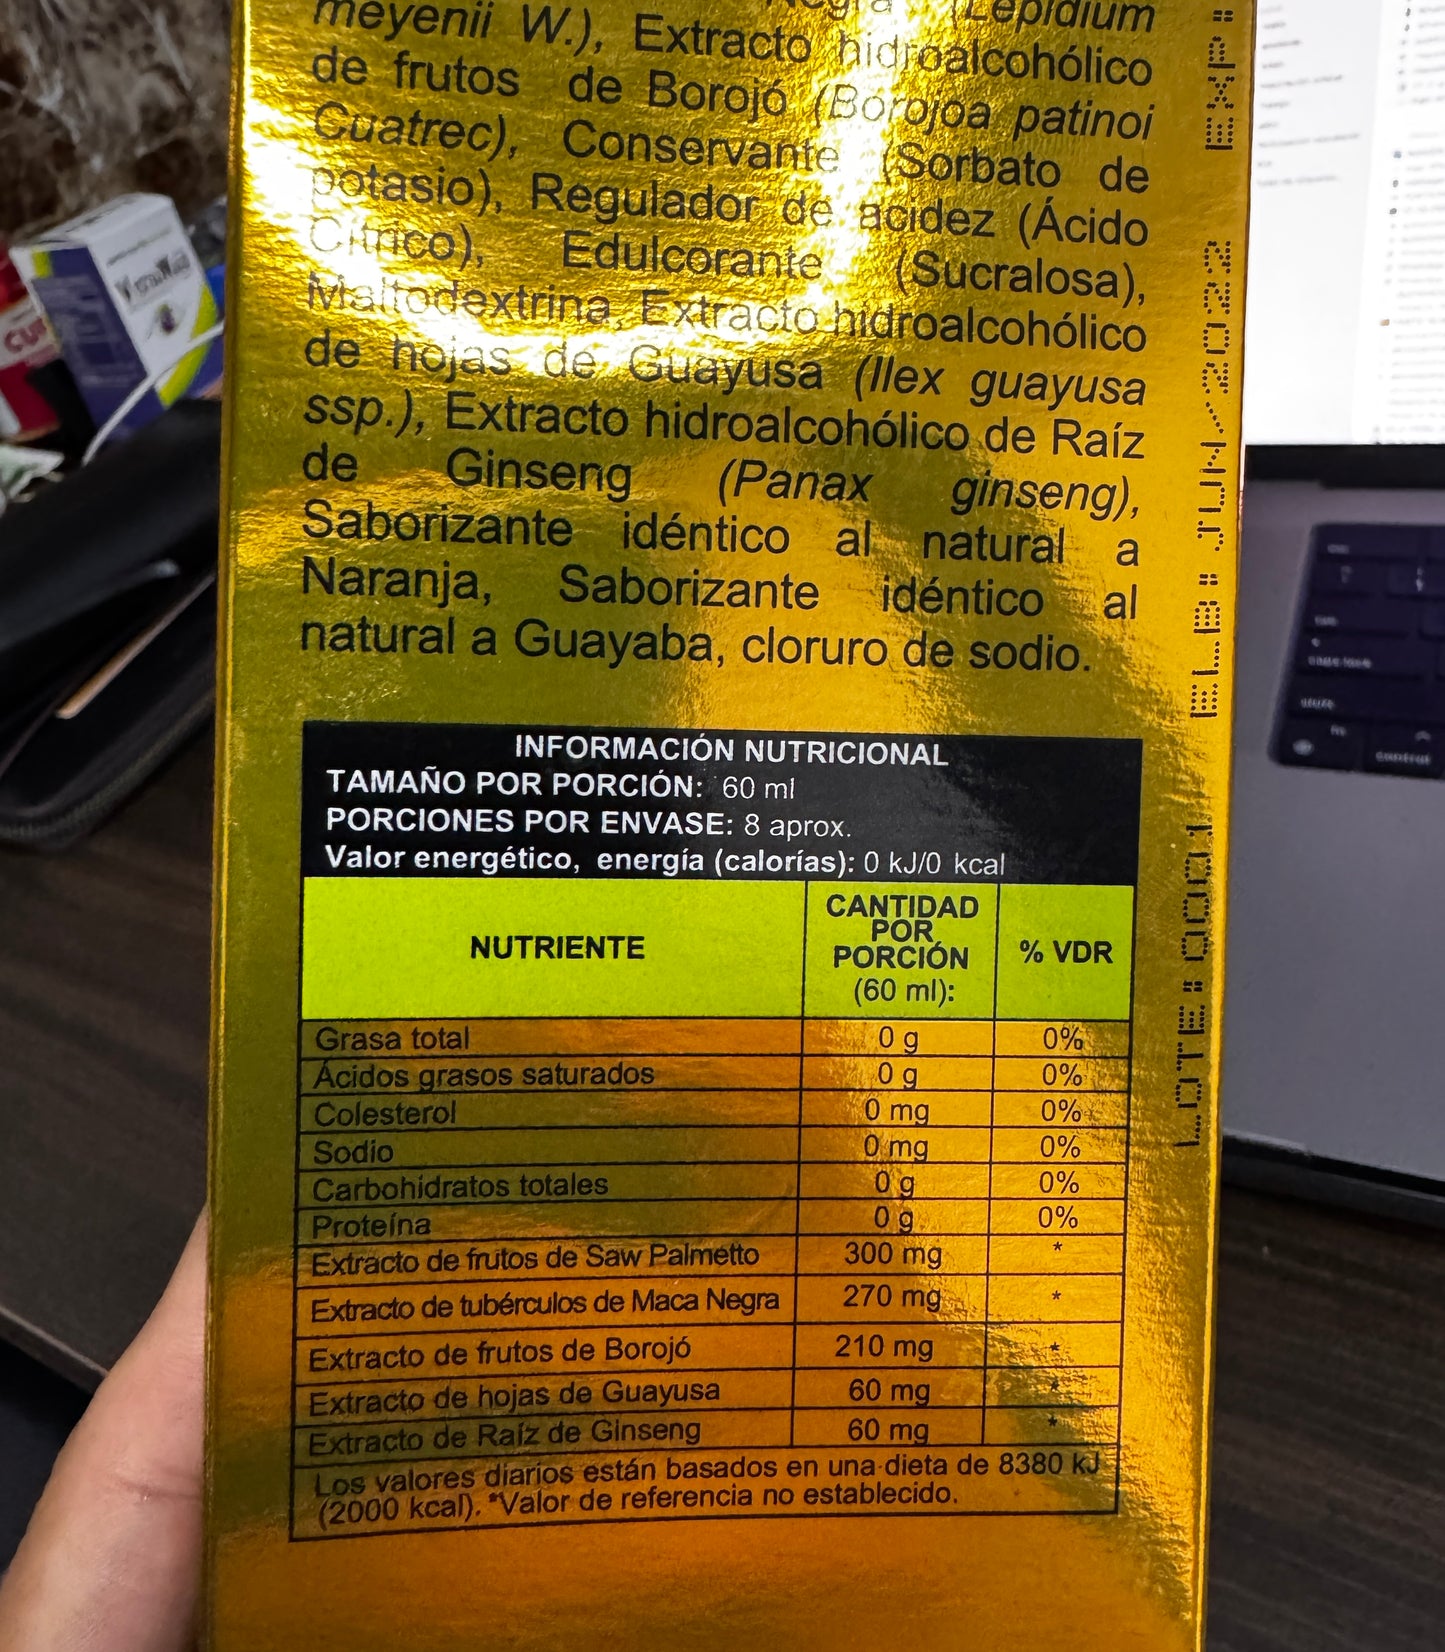 meyenii W.), Extracto hidroalcohólico
de frutos de Borojó (Borojoa patinoi
Cuatrec), Conservante (Sorbato de
potasio), Regulador de acidez (Ácido
Cítrico), Edulcorante (Sucralosa),
Maltodextrina, Extracto hidroalcohólico
de hojas de Guayusa (Ilex guayusa
ssp.), Extracto hidroalcohólico de Raíz
de Ginseng (Panax ginseng),
Saborizante idéntico al natural a
Naranja, Saborizante idéntico al
natural a Guayaba, cloruro de sodio.
INFORMACIÓN NUTRICIONAL
TAMAÑO POR PORCIÓN: 60 ml
PORCIONES POR ENVASE: 8 aprox.
Valor energético, energía (calorías): 0 kJ/0 kcal
NUTRIENTE
CANTIDAD
POR
PORCIÓN
(60 ml):
% VDR
Grasa total 0 g 0%
Ácidos grasos saturados 0 g 0%
Colesterol 0 mg 0%
Sodio 0 mg 0%
Carbohidratos totales 0 g 0%
Proteína 0 g 0%
Extracto de frutos de Saw Palmetto 300 mg *
Extracto de tubérculos de Maca Negra 270 mg *
Extracto de frutos de Borojó 210 mg *
Extracto de hojas de Guayusa 60 mg *
Extracto de Raíz de Ginseng 60 mg *
Los valores diarios están basados en una dieta de 8380 kJ
(2000 kcal). *Valor de referencia no establecido.
LOTE: 0001 ELB: JUN/2022 EXP:
caps lock
control
fn